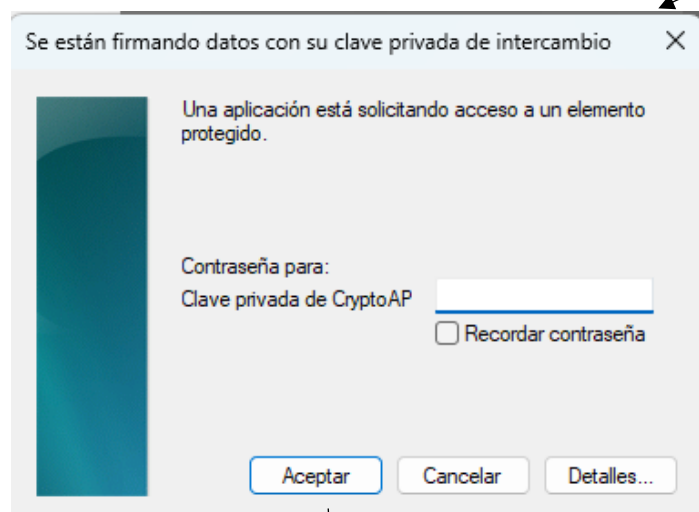 Se están firmando datos con su clave privada de intercambio
Una aplicación está solicitando acceso a un elemento
protegido.
Contraseña para:
Clave privada de CryptoAP
Recordar contraseña
Aceptar
Cancelar
Detalles...